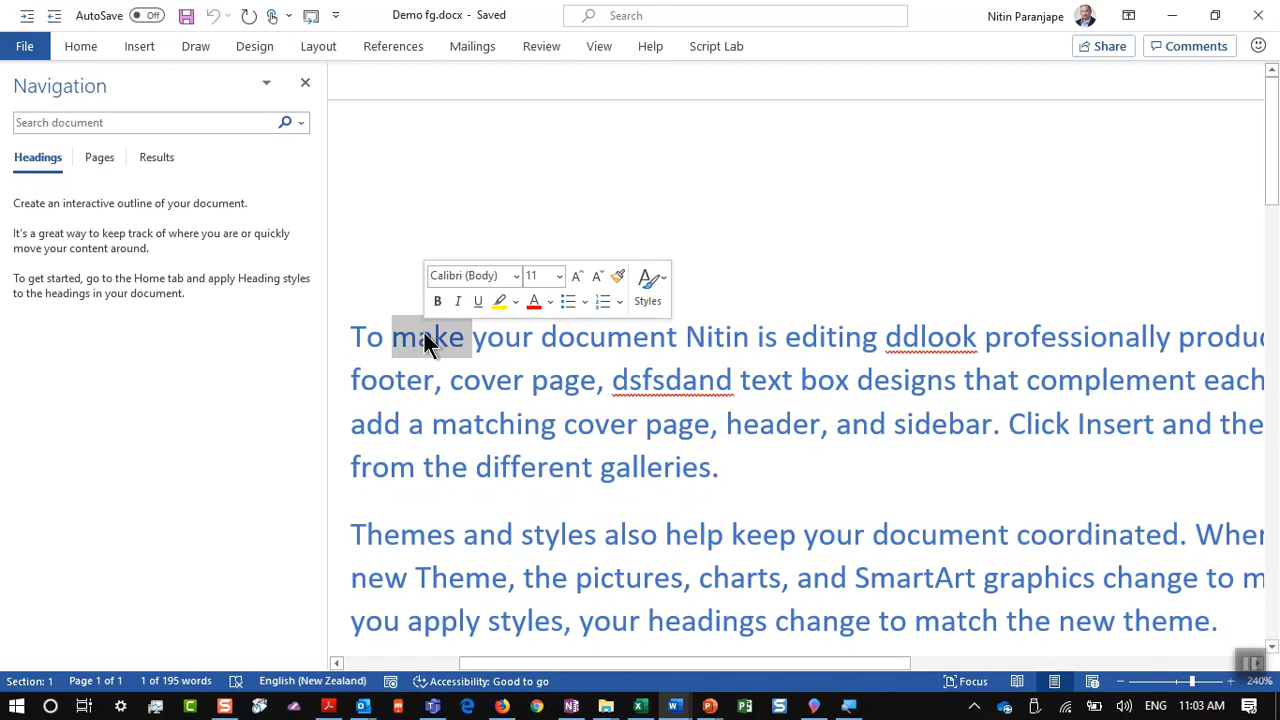 AutoSave Off Demo fg.docx - Saved Search Nitin Paranjape
File Home Insert Draw Design Layout References Mailings Review View Help Script Lab Share Comments
Navigation
Search document
Headings Pages Results
Create an interactive outline of your document.
It's a great way to keep track of where you are or quickly
move your content around.
To get started, go to the Home tab and apply Heading styles
to the headings in your document.
Calibri (Body) 11
B I U A Styles
To make your document Nitin is editing ddlook professionally produc
footer, cover page, dsfsdand text box designs that complement each
add a matching cover page, header, and sidebar. Click Insert and the
from the different galleries.
Themes and styles also help keep your document coordinated. When
new Theme, the pictures, charts, and SmartArt graphics change to m
you apply styles, your headings change to match the new theme.
Section: 1 Page 1 of 1 1 of 195 words English (New Zealand) Accessibility: Good to go Focus 240%
ENG 11:03 AM